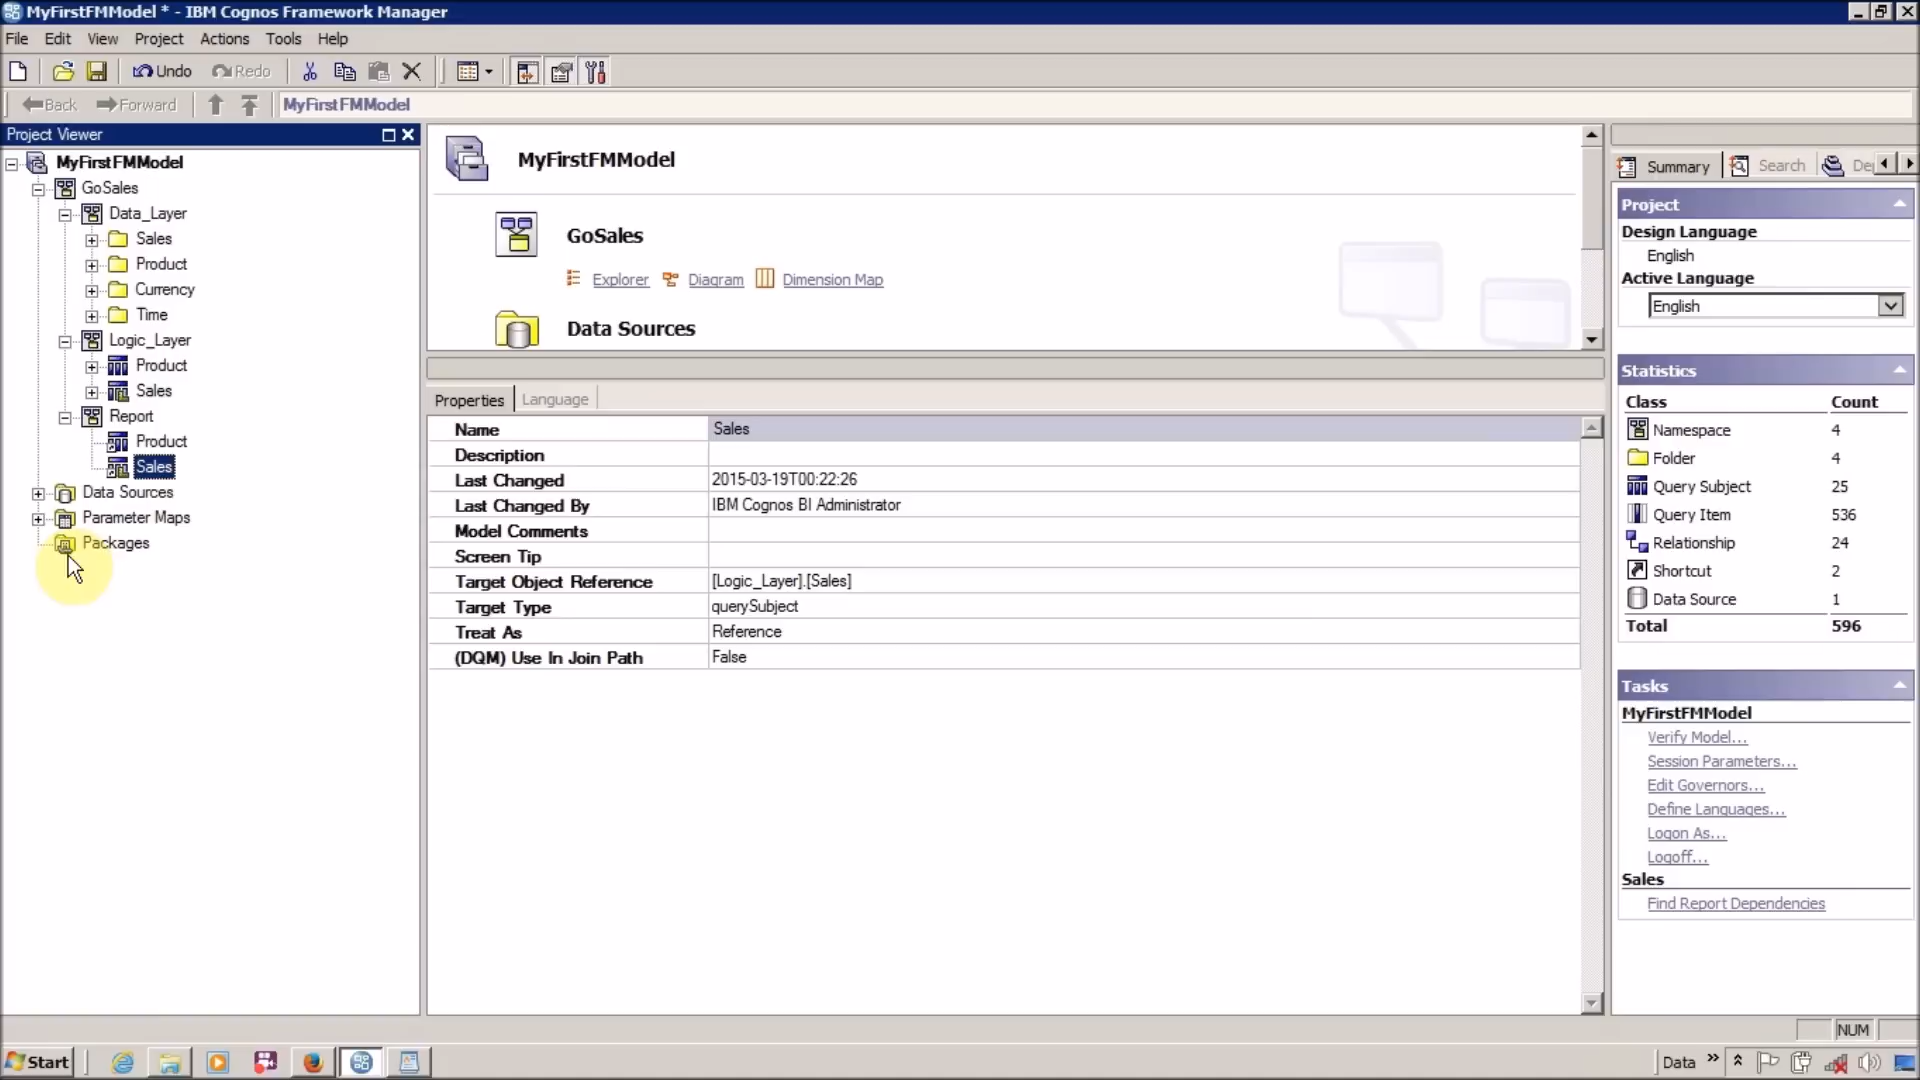 MyFirstFMModel * - IBM Cognos Framework Manager
File Edit View Project Actions Tools Help
Undo Redo
Back Forward MyFirstFMModel
Project Viewer
MyFirstFMModel
GoSales
Data_Layer
Sales
Product
Currency
Time
Logic_Layer
Product
Sales
Report
Product
Sales
Data Sources
Parameter Maps
Packages
MyFirstFMModel
GoSales
Explorer Diagram Dimension Map
Data Sources
Properties Language
Name Sales
Description
Last Changed 2015-03-19T00:22:26
Last Changed By IBM Cognos BI Administrator
Model Comments
Screen Tip
Target Object Reference [Logic_Layer].[Sales]
Target Type querySubject
Treat As Reference
(DQM) Use In Join Path False
Summary Search De
Project
Design Language
English
Active Language
English
Statistics
Class Count
Namespace 4
Folder 4
Query Subject 25
Query Item 536
Relationship 24
Shortcut 2
Data Source 1
Total 596
Tasks
MyFirstFMModel
Verify Model...
Session Parameters...
Edit Governors...
Define Languages...
Logon As...
Logoff...
Sales
Find Report Dependencies
NUM
Start Data »